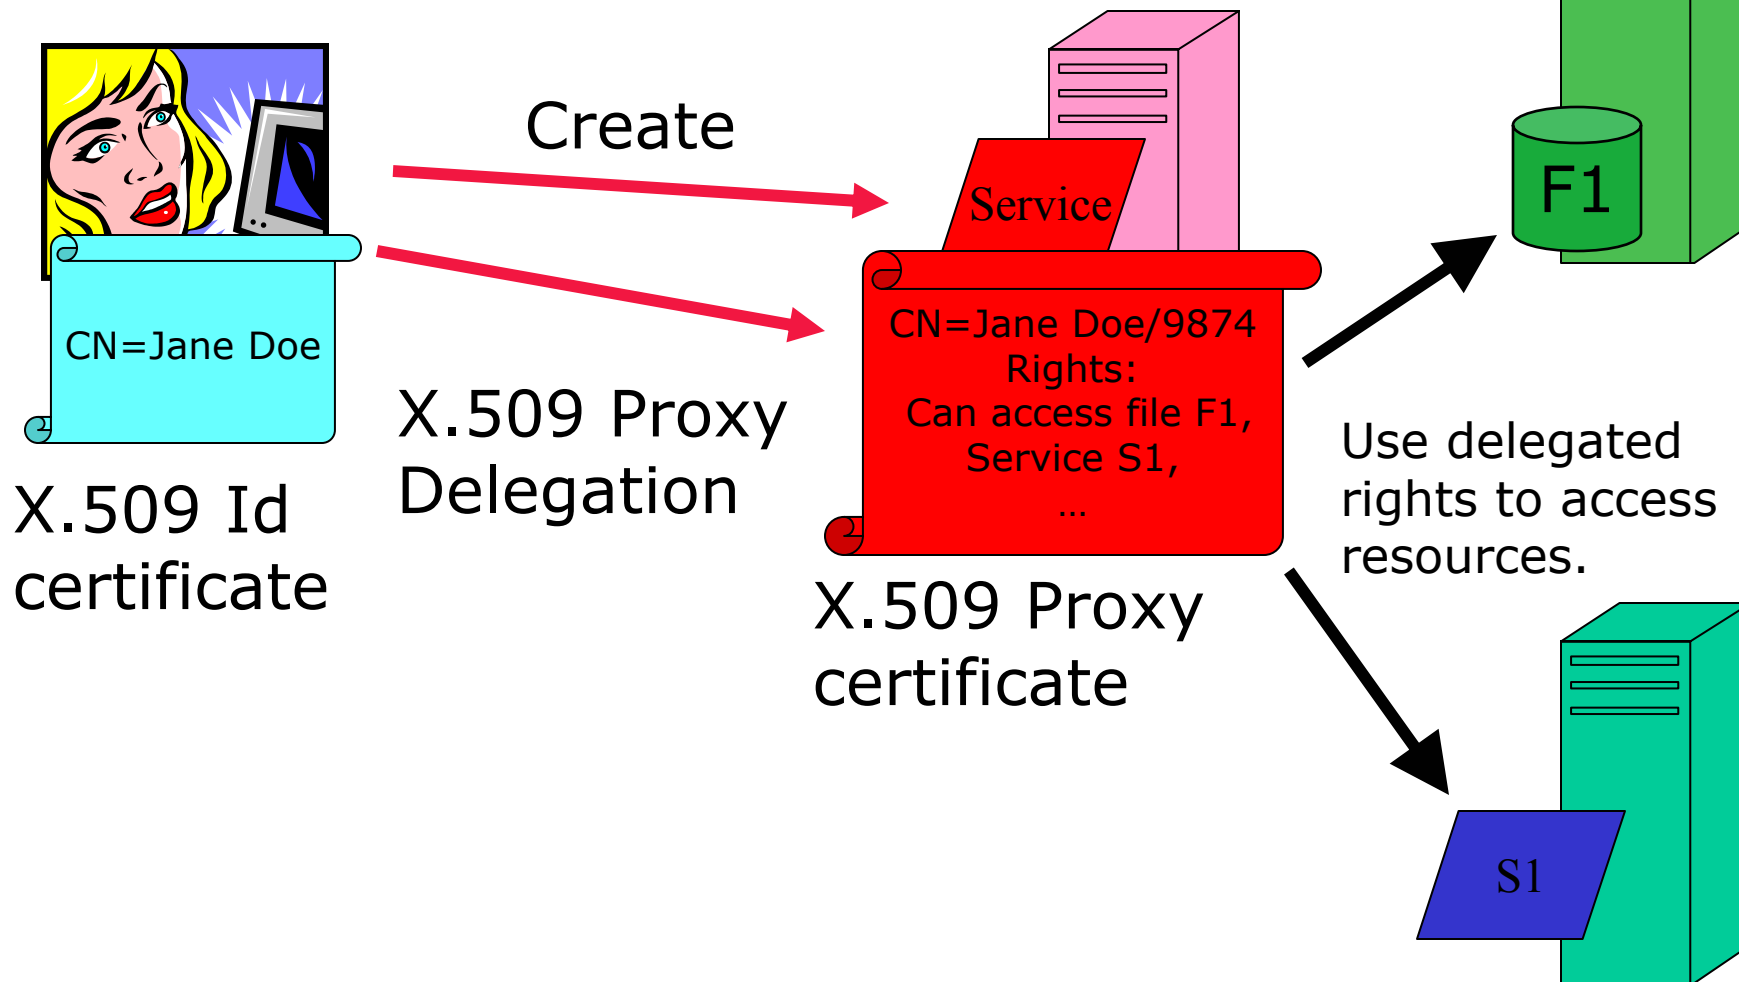 Create
Service
F1
CN=Jane Doe
X.509 Id
certificate
X.509 Proxy
Delegation
CN=Jane Doe/9874
Rights:
Can access file F1,
Service S1,
…
X.509 Proxy
certificate
Use delegated
rights to access
resources.
S1